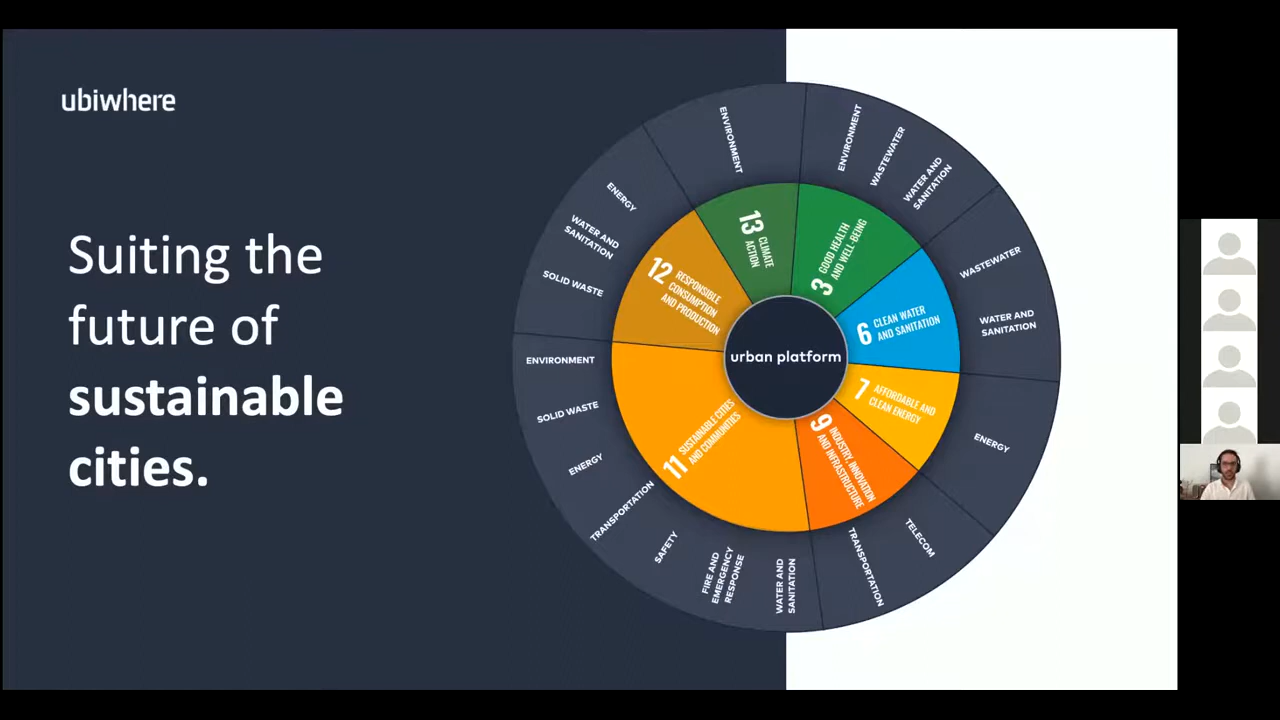 ubiwhere
Suiting the
future of
sustainable
cities.
urban platform
13
CLIMATE
ACTION
ENVIRONMENT
3
GOOD HEALTH
AND WELL-BEING
ENVIRONMENT
WASTEWATER
WATER AND
SANITATION
6
CLEAN WATER
AND SANITATION
WASTEWATER
WATER AND
SANITATION
7
AFFORDABLE AND
CLEAN ENERGY
ENERGY
9
INDUSTRY INNOVATION
AND INFRASTRUCTURE
TELECOM
TRANSPORTATION
11
SUSTAINABLE CITIES
AND COMMUNITIES
WATER AND
SANITATION
FIRE AND
EMERGENCY
RESPONSE
SAFETY
TRANSPORTATION
ENERGY
SOLID WASTE
ENVIRONMENT
12
RESPONSIBLE
CONSUMPTION
AND PRODUCTION
SOLID WASTE
WATER AND
SANITATION
ENERGY